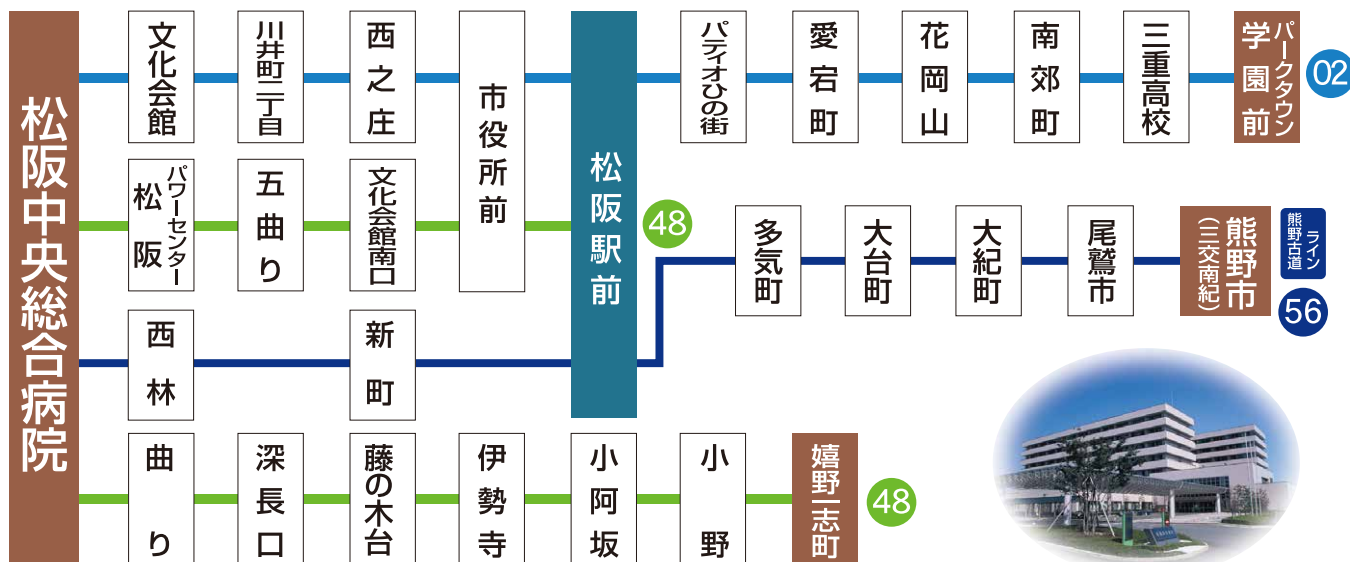 松阪中央総合病院
文化会館
川井町二丁目
西之庄
市役所前
松阪駅前
パティオひの街
愛宕町
花岡山
南郊町
三重高校
パークタウン
学園前
02
パワーセンター
松阪
五曲り
文化会館南口
48
西林
新町
多気町
大台町
大紀町
尾鷲市
熊野市
(三交南紀)
ライン
熊野古道
56
曲り
深長口
藤の木台
伊勢寺
小阿坂
小野
嬉野一志町
48